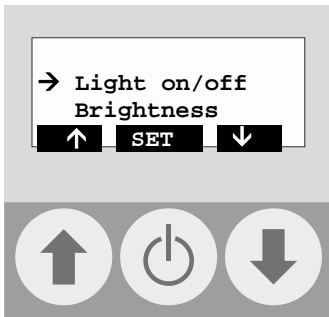 → Light on/off
Brightness
↑ SET ↓